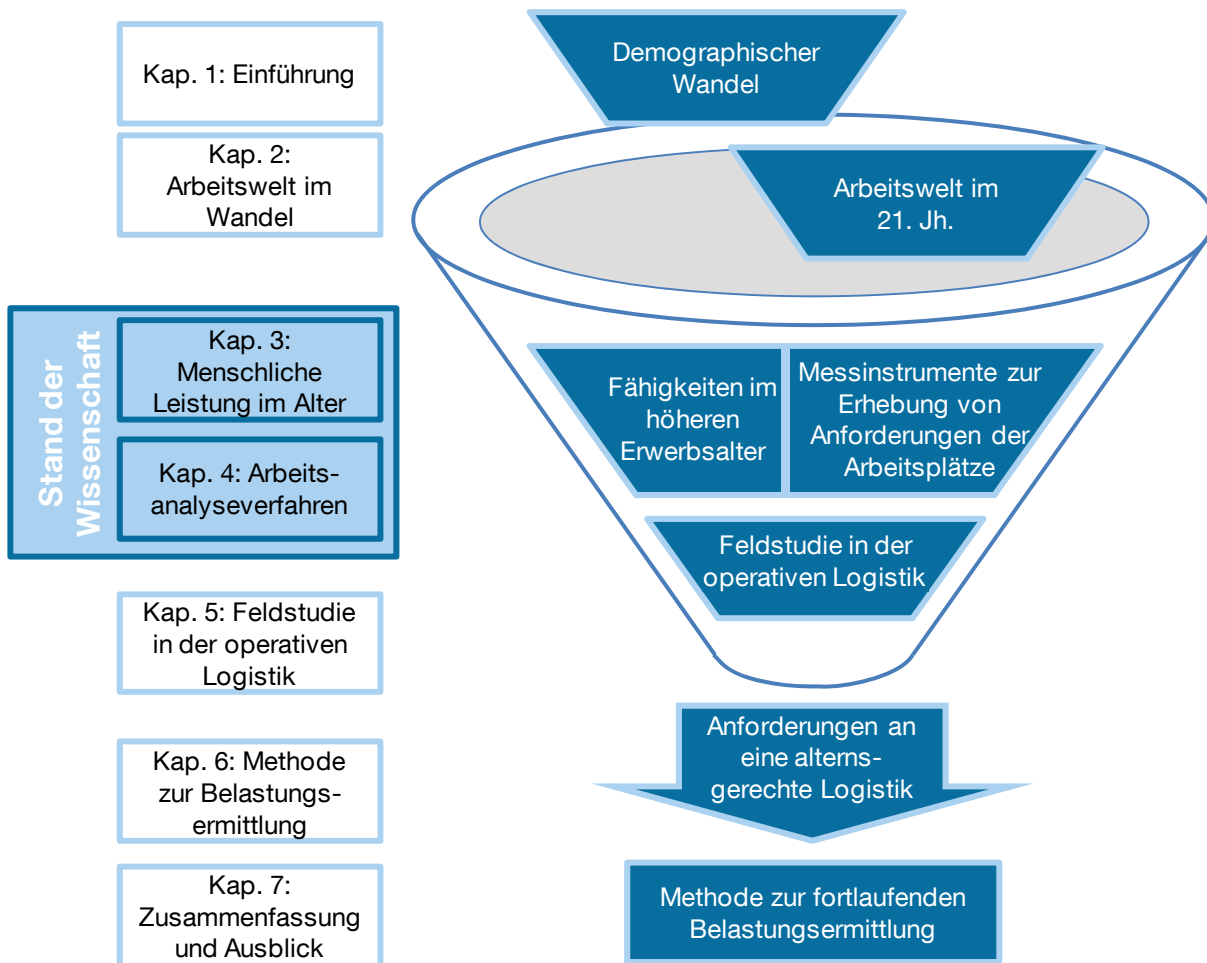 Kap. 1: Einführung
Kap. 2:
Arbeitswelt im
Wandel
Stand der
Wissenschaft
Kap. 3:
Menschliche
Leistung im Alter
Kap. 4: Arbeits-
analyseverfahren
Kap. 5: Feldstudie
in der operativen
Logistik
Kap. 6: Methode
zur Belastungs-
ermittlung
Kap. 7:
Zusammenfassung
und Ausblick
Demographischer
Wandel
Arbeitswelt im
21. Jh.
Fähigkeiten im
höheren
Erwerbsalter
Messinstrumente zur
Erhebung von
Anforderungen der
Arbeitsplätze
Feldstudie in der
operativen Logistik
Anforderungen an
eine alterns-
gerechte Logistik
Methode zur fortlaufenden
Belastungsermittlung